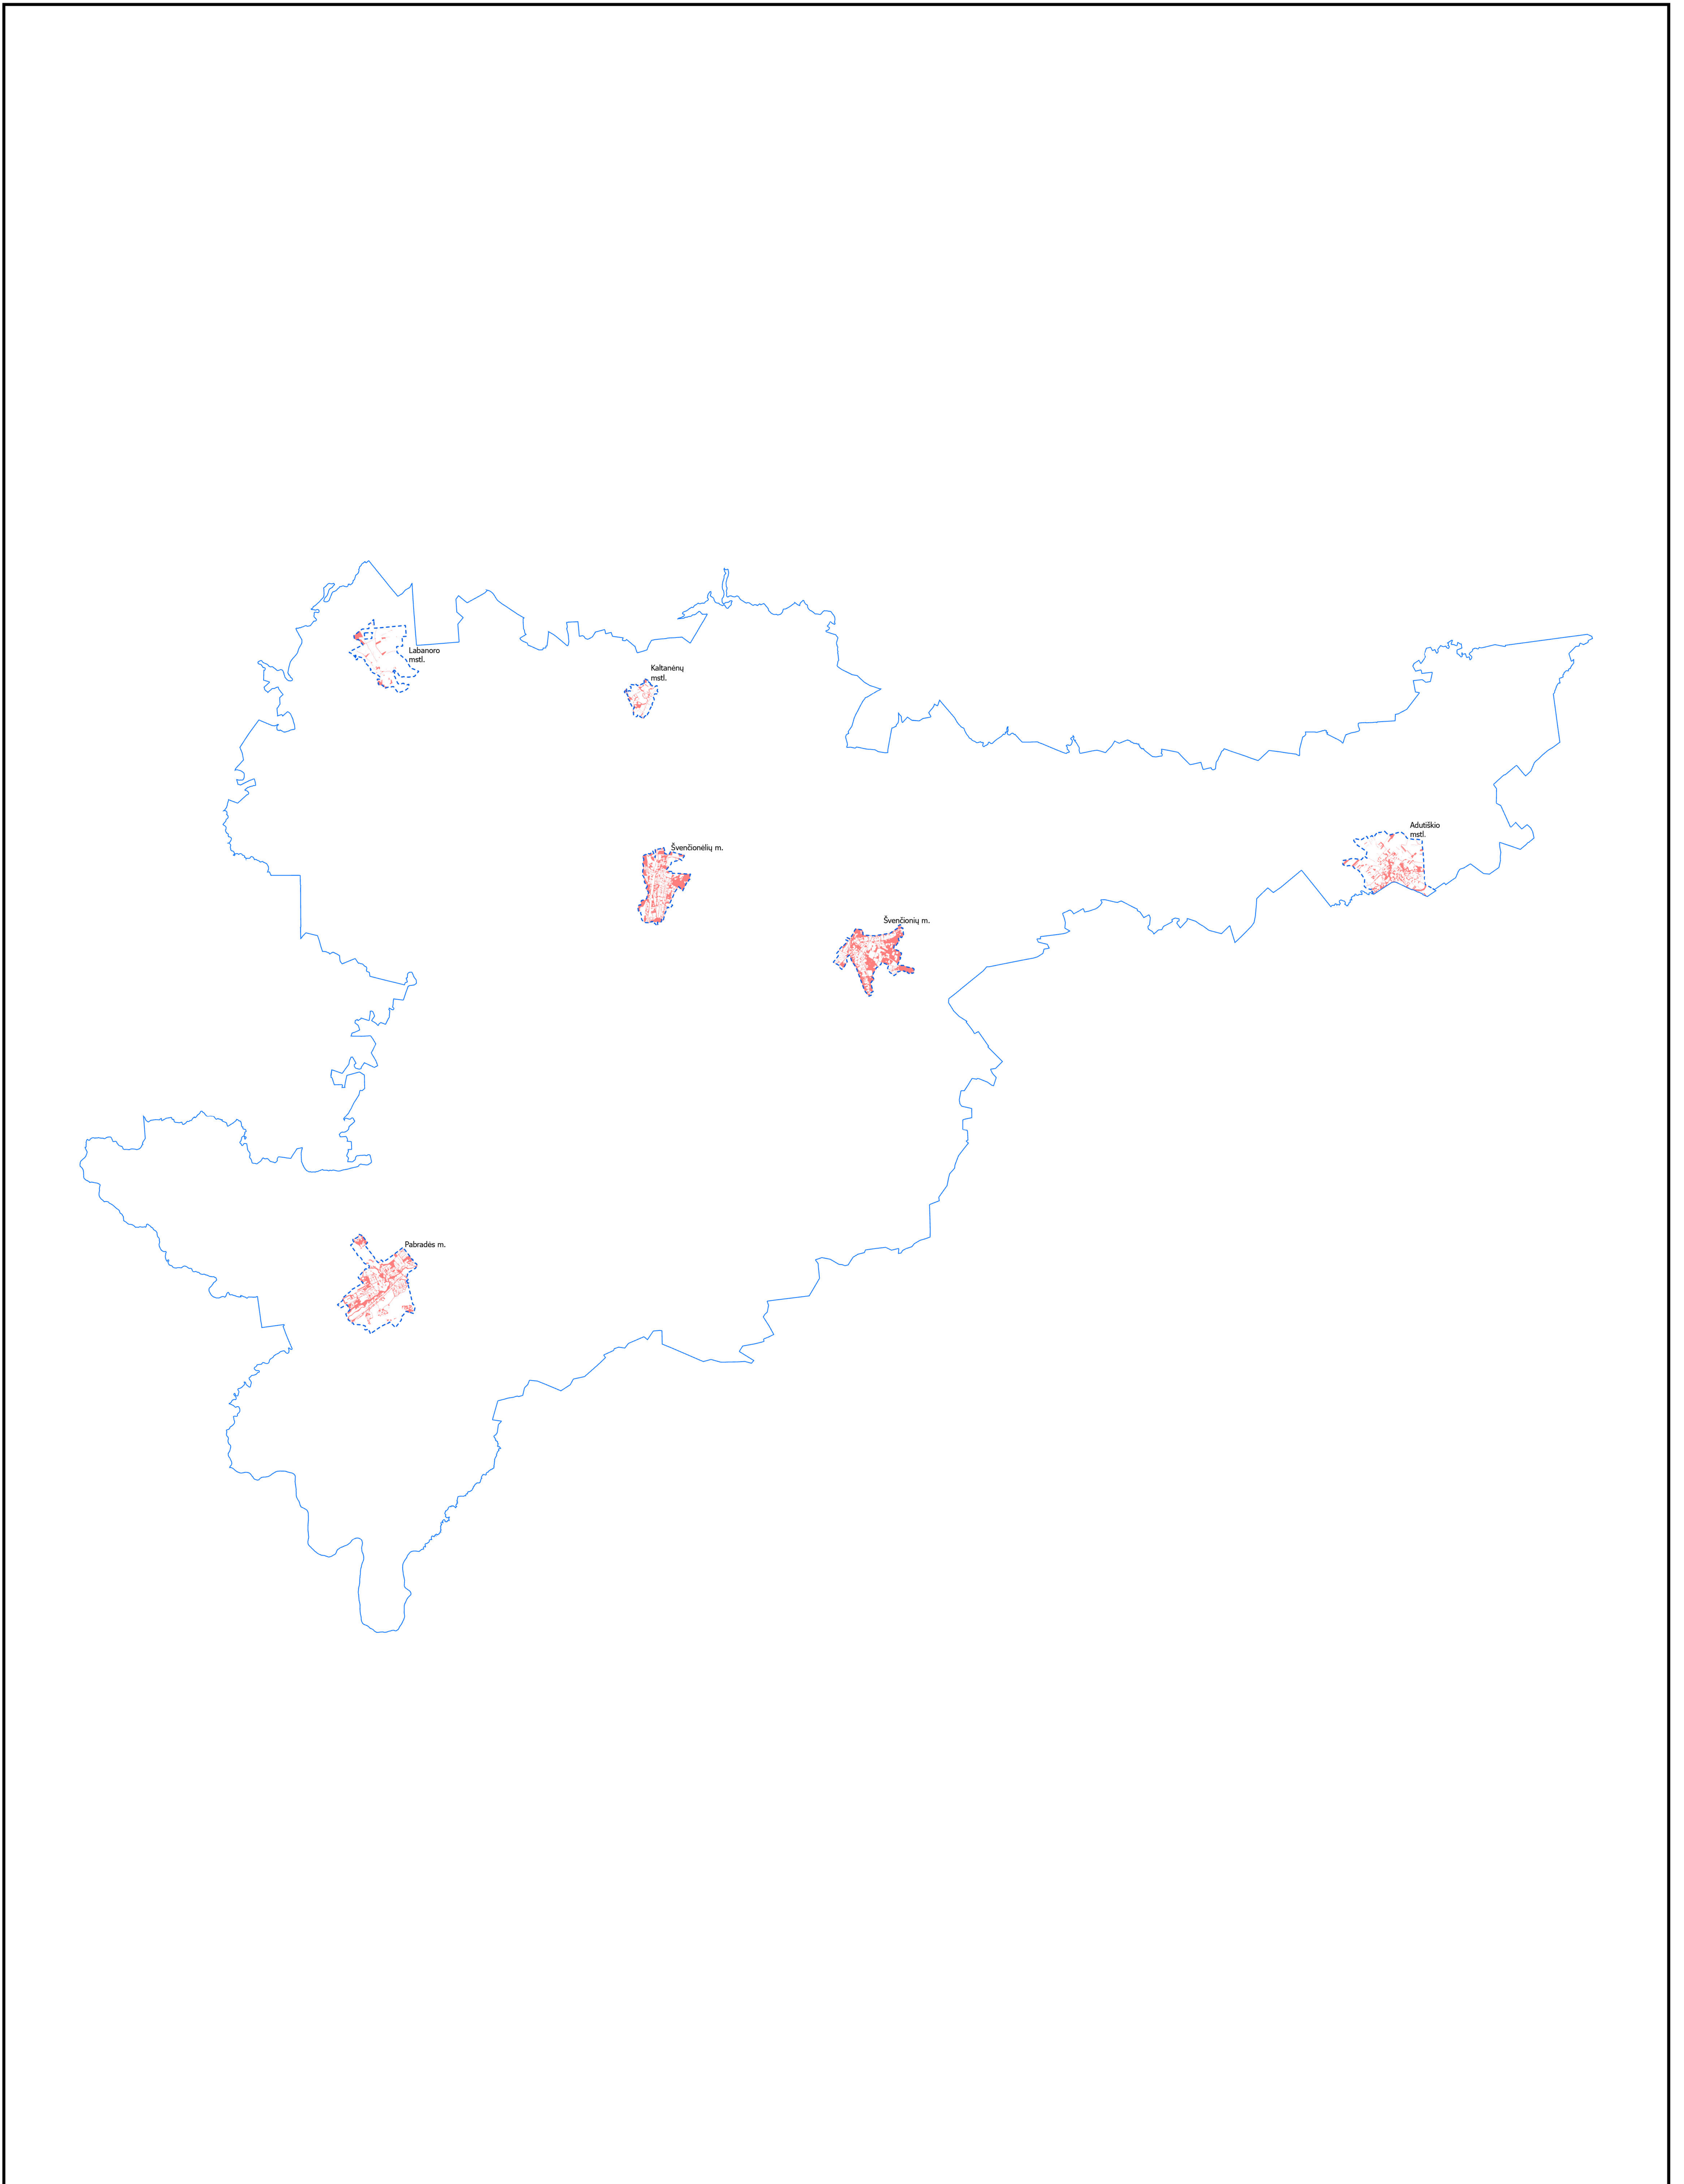 Labanoro
mstl.
Kaltanėnų
mstl.
Adutiškio
mstl.
Švenčionėlių m.
Švenčionių m.
Pabradės m.